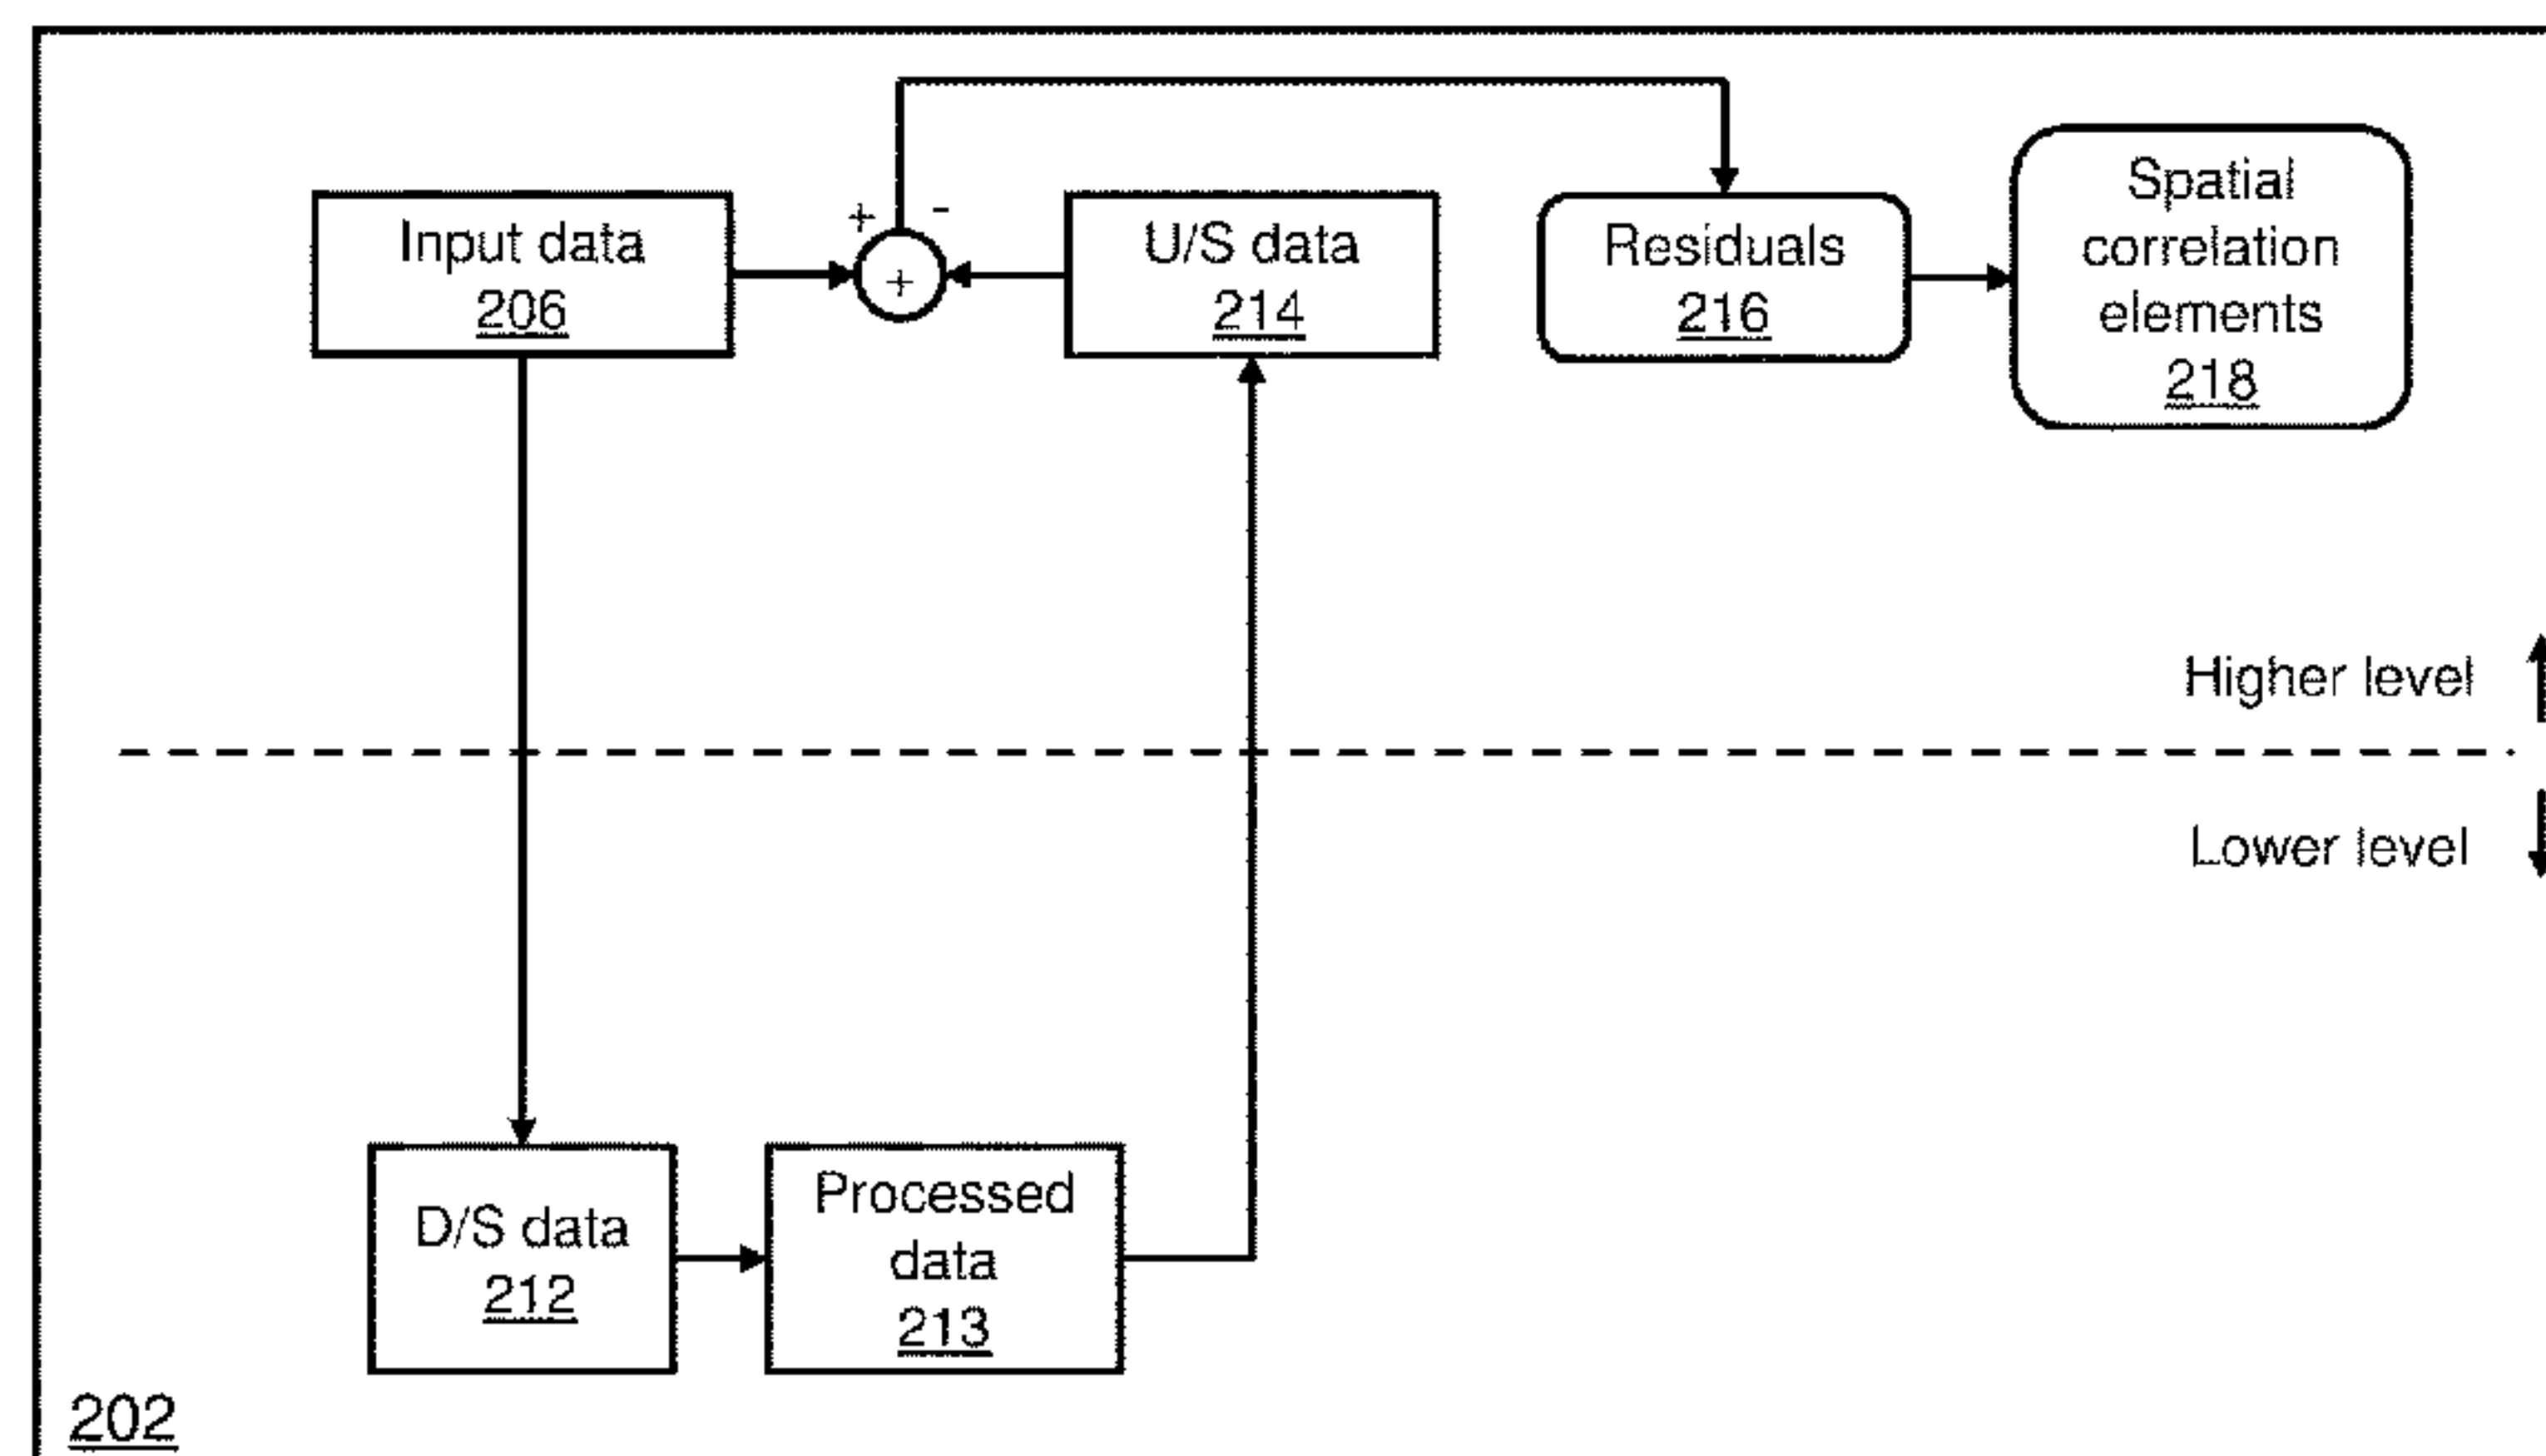 Input data
206
+
-
+
U/S data
214
Residuals
216
Spatial
correlation
elements
218
Higher level
Lower level
D/S data
212
Processed
data
213
202